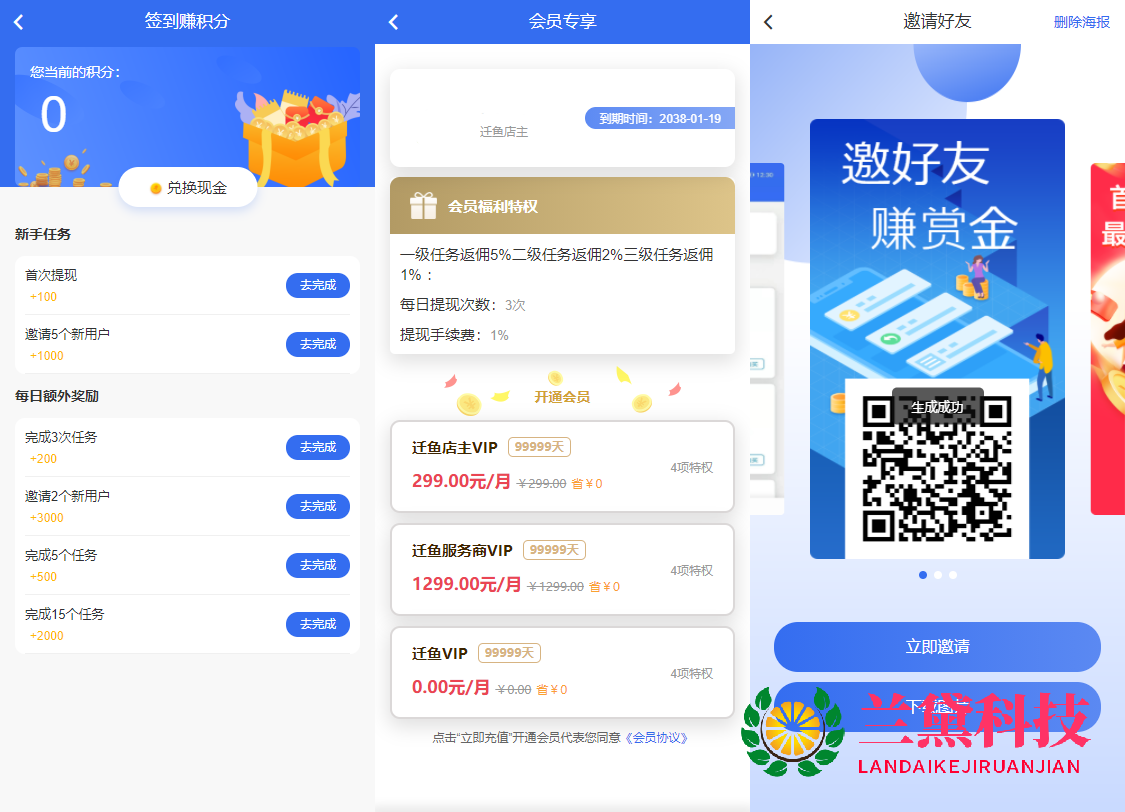 签到赚积分
您当前的积分:
0
兑换现金
新手任务
首次提现
+100
去完成
邀请5个新用户
+1000
去完成
每日额外奖励
完成3次任务
+200
去完成
邀请2个新用户
+3000
去完成
完成5个任务
+500
去完成
完成15个任务
+2000
去完成
会员专享
迁鱼店主
到期时间：2038-01-19
会员福利特权
一级任务返佣5%二级任务返佣2%三级任务返佣
1%：
每日提现次数：3次
提现手续费：1%
开通会员
迁鱼店主VIP 99999天
299.00元/月 ￥299.00 省￥0
4项特权
迁鱼服务商VIP 99999天
1299.00元/月 ￥1299.00 省￥0
4项特权
迁鱼VIP 99999天
0.00元/月 ￥0.00 省￥0
4项特权
点击“立即充值”开通会员代表您同意《会员协议》
邀请好友
删除海报
邀好友
赚赏金
首
最
生成成功
立即邀请
兰黛科技
LANDAIKEJIRUANJIAN